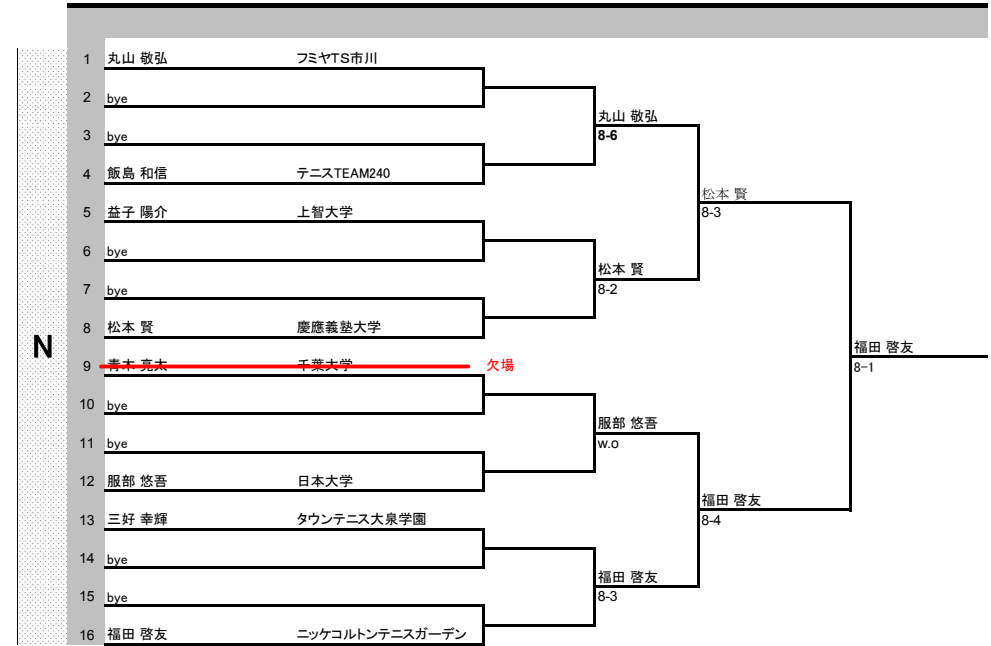 1 丸山 敬弘 フミヤTS市川
2 bye
丸山 敬弘
3 bye 8-6
4 飯島 和信 テニスTEAM240
松本 賢
5 益子 陽介 上智大学 8-3
6 bye
松本 賢
7 bye 8-2
8 松本 賢 慶應義塾大学
N
福田 啓友
9 青木 亮太 千葉大学 欠場 8-1
10 bye
服部 悠吾
11 bye w.o
12 服部 悠吾 日本大学
福田 啓友
13 三好 幸輝 タウンテニス大泉学園 8-4
14 bye
福田 啓友
15 bye 8-3
16 福田 啓友 ニッケコルトンテニスガーデン